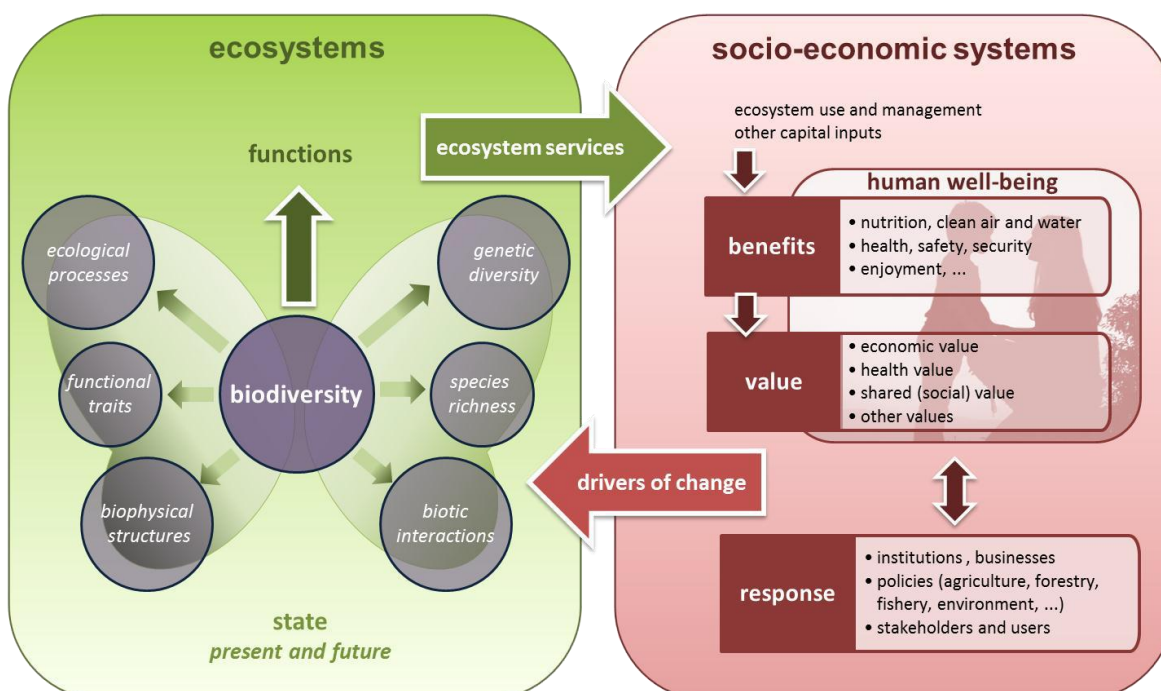 ecosystems
functions
ecological
processes
genetic
diversity
functional
traits
biodiversity
species
richness
biophysical
structures
biotic
interactions
state
present and future
ecosystem services
drivers of change
socio-economic systems
ecosystem use and management
other capital inputs
human well-being
benefits
• nutrition, clean air and water
• health, safety, security
• enjoyment, ...
value
• economic value
• health value
• shared (social) value
• other values
response
• institutions , businesses
• policies (agriculture, forestry,
fishery, environment, ...)
• stakeholders and users